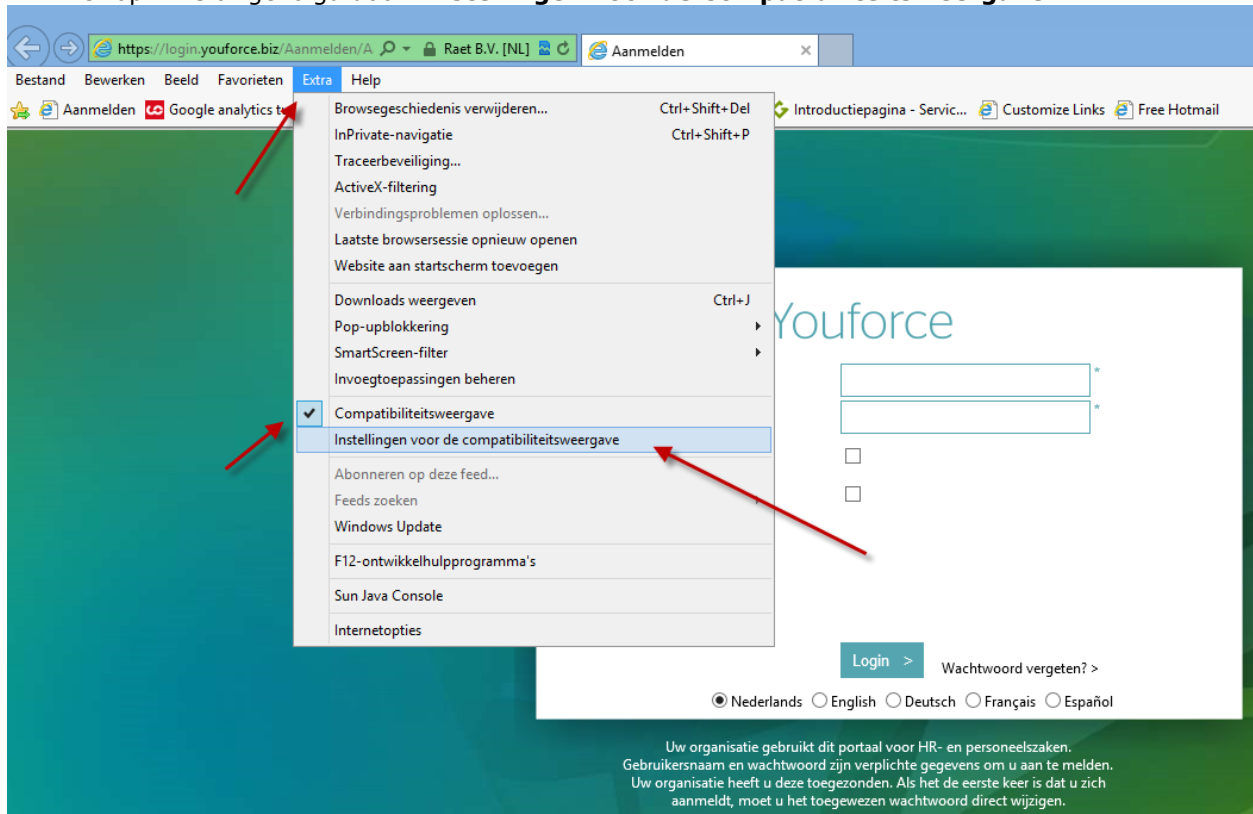 https://login.youforce.biz/Aanmelden/A Raet B.V. [NL] Aanmelden
Bestand Bewerken Beeld Favorieten Extra Help
Aanmelden Google analytics Introductiepagina - Servic... Customize Links Free Hotmail
Browsegeschiedenis verwijderen... Ctrl+Shift+Del
InPrivate-navigatie Ctrl+Shift+P
Traceerbeveiliging...
ActiveX-filtering
Verbindingsproblemen oplossen...
Laatste browsersessie opnieuw openen
Website aan startscherm toevoegen
Downloads weergeven Ctrl+J
Pop-upblokkering
SmartScreen-filter
Invoegtoepassingen beheren
Compatibiliteitsweergave
Instellingen voor de compatibiliteitsweergave
Abonneren op deze feed...
Feeds zoeken
Windows Update
F12-ontwikkelhulpprogramma's
Sun Java Console
Internetopties
Youforce
*
*
Login >
Wachtwoord vergeten? >
Nederlands English Deutsch Français Español
Uw organisatie gebruikt dit portaal voor HR- en personeelszaken.
Gebruikersnaam en wachtwoord zijn verplichte gegevens om u aan te melden.
Uw organisatie heeft u deze toegezonden. Als het de eerste keer is dat u zich
aanmeldt, moet u het toegewezen wachtwoord direct wijzigen.